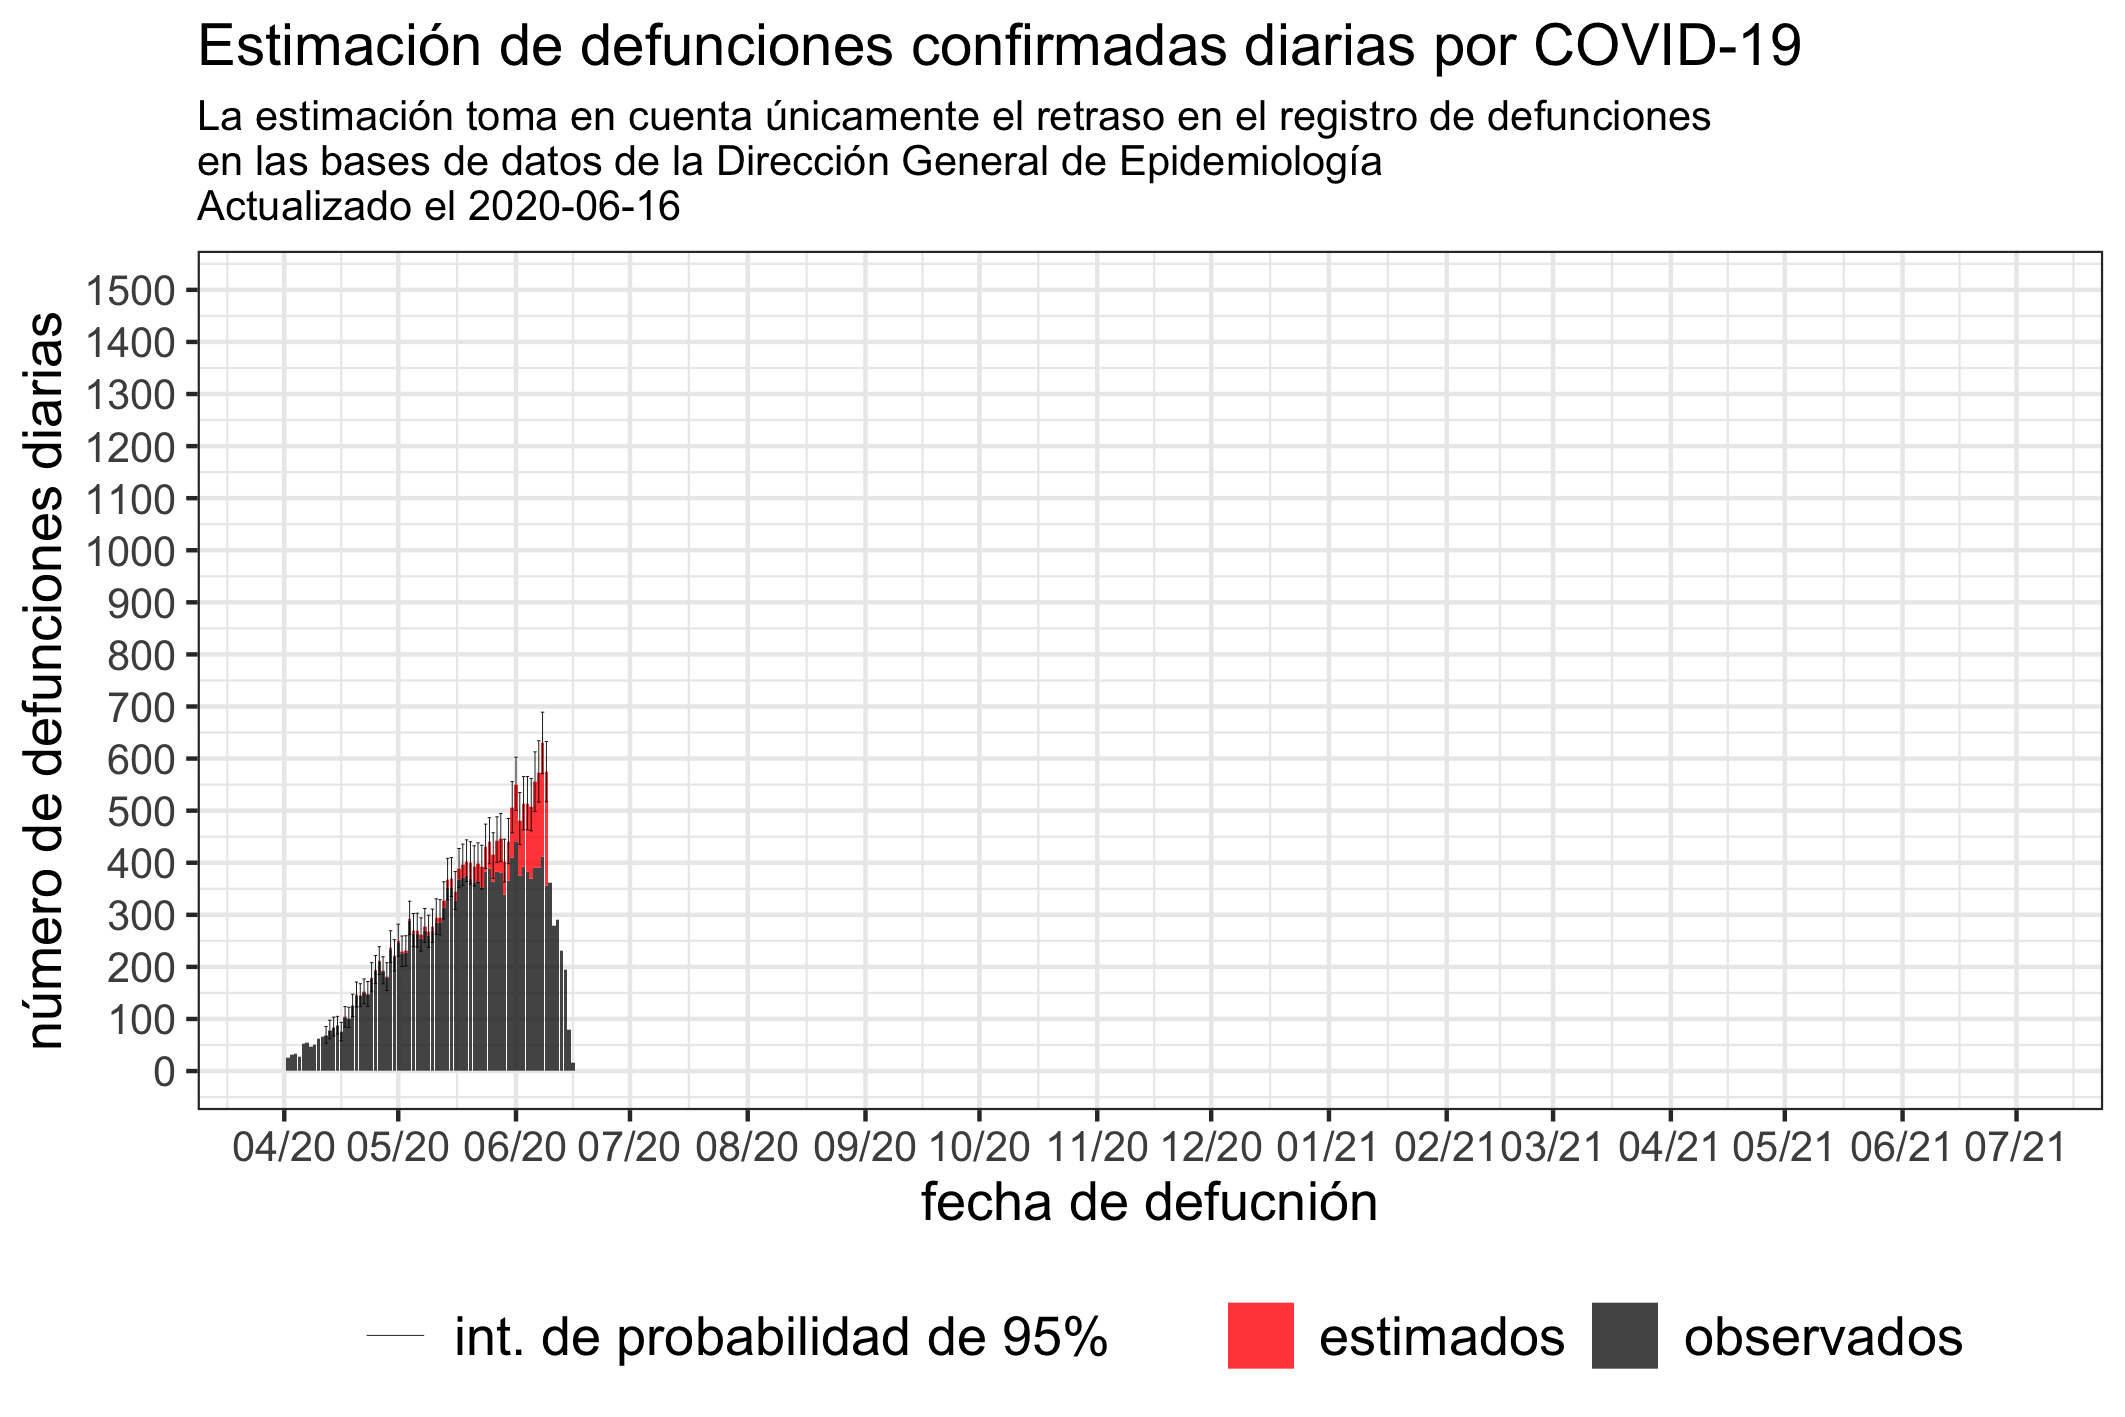 Estimación de defunciones confirmadas diarias por COVID-19
La estimación toma en cuenta únicamente el retraso en el registro de defunciones
en las bases de datos de la Dirección General de Epidemiología
Actualizado el 2020-06-16
número de defunciones diarias
1500
1400
1300
1200
1100
1000
900
800
700
600
500
400
300
200
100
0
04/20 05/20 06/20 07/20 08/20 09/20 10/20 11/20 12/20 01/21 02/21 03/21 04/21 05/21 06/21 07/21
fecha de defucnión
int. de probabilidad de 95% estimados observados